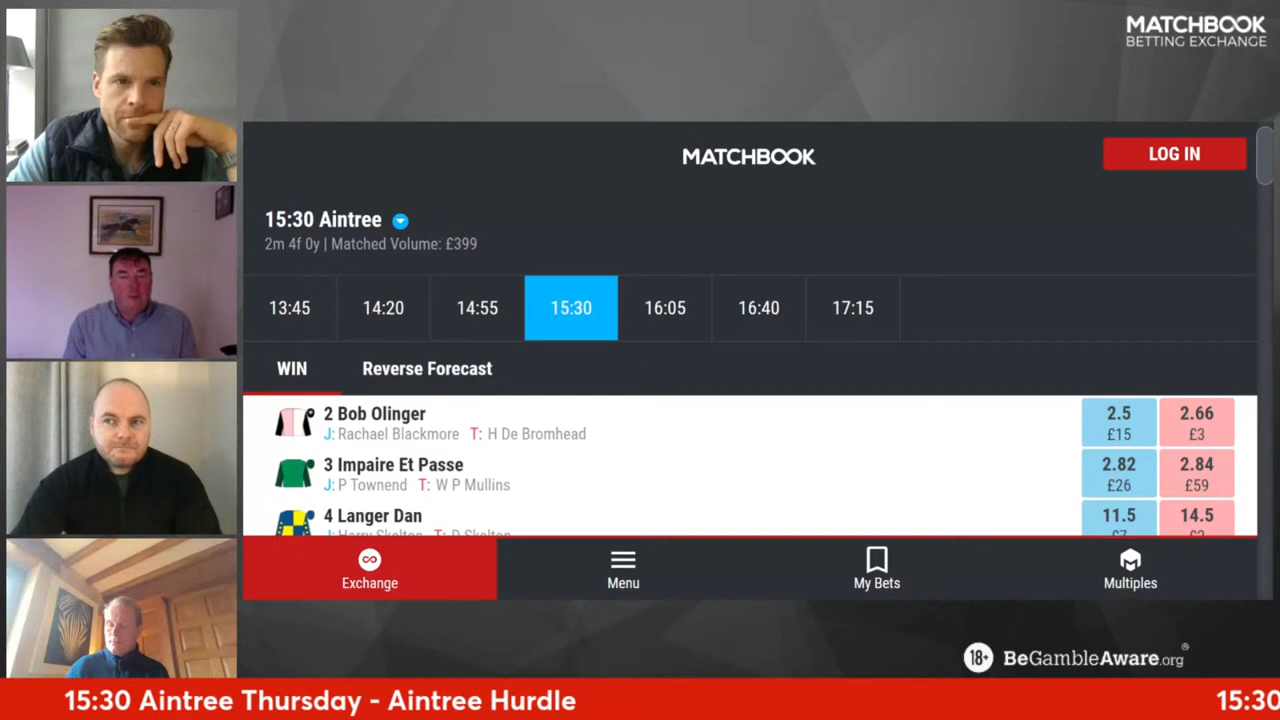 MATCHBOOK
BETTING EXCHANGE
MATCHBOOK
LOG IN
15:30 Aintree
2m 4f 0y | Matched Volume: £399
13:45 14:20 14:55 15:30 16:05 16:40 17:15
WIN Reverse Forecast
2 Bob Olinger 2.5 2.66
J: Rachael Blackmore T: H De Bromhead £15 £3
3 Impaire Et Passe 2.82 2.84
J: P Townend T: W P Mullins £26 £59
4 Langer Dan 11.5 14.5
J: Harry Skelton T: D Skelton
Exchange Menu My Bets Multiples
18+ BeGambleAware.org®
15:30 Aintree Thursday - Aintree Hurdle 15:30